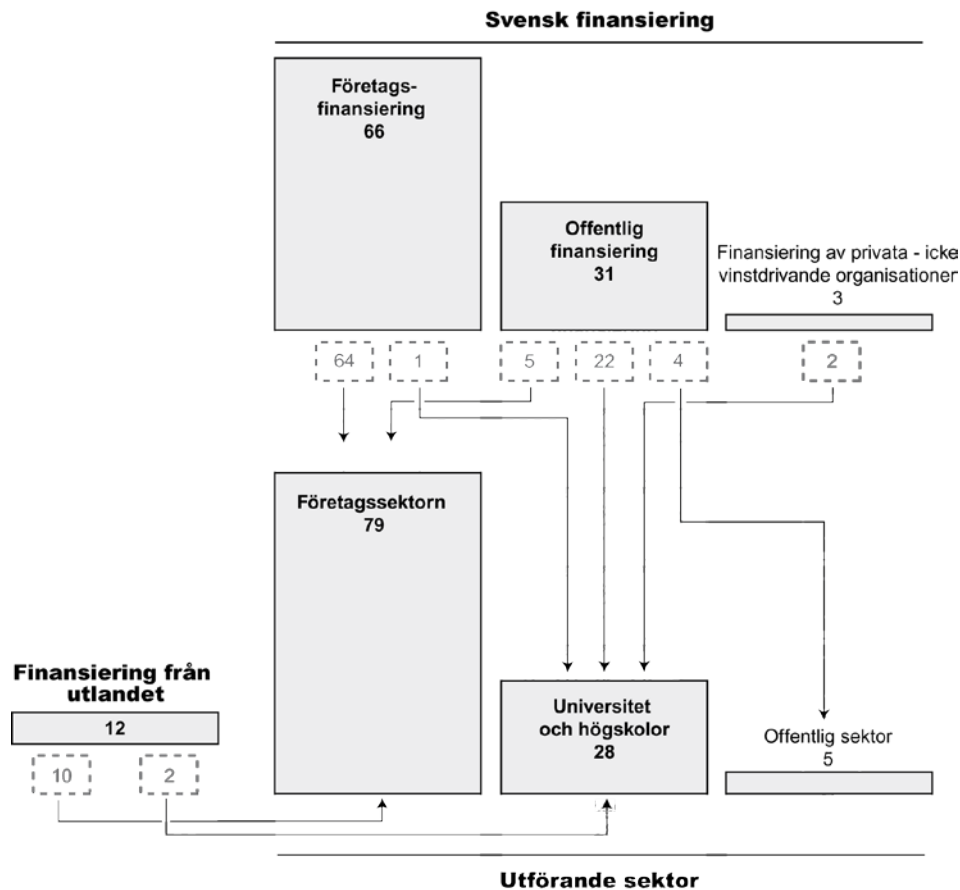 Svensk finansiering
Företags-
finansiering
66
Offentlig
finansiering
31
Finansiering av privata - icke
vinstdrivande organisationer
3
64
1
5
22
4
2
Företagssektorn
79
Finansiering från
utlandet
12
10
2
Universitet
och högskolor
28
Offentlig sektor
5
Utförande sektor